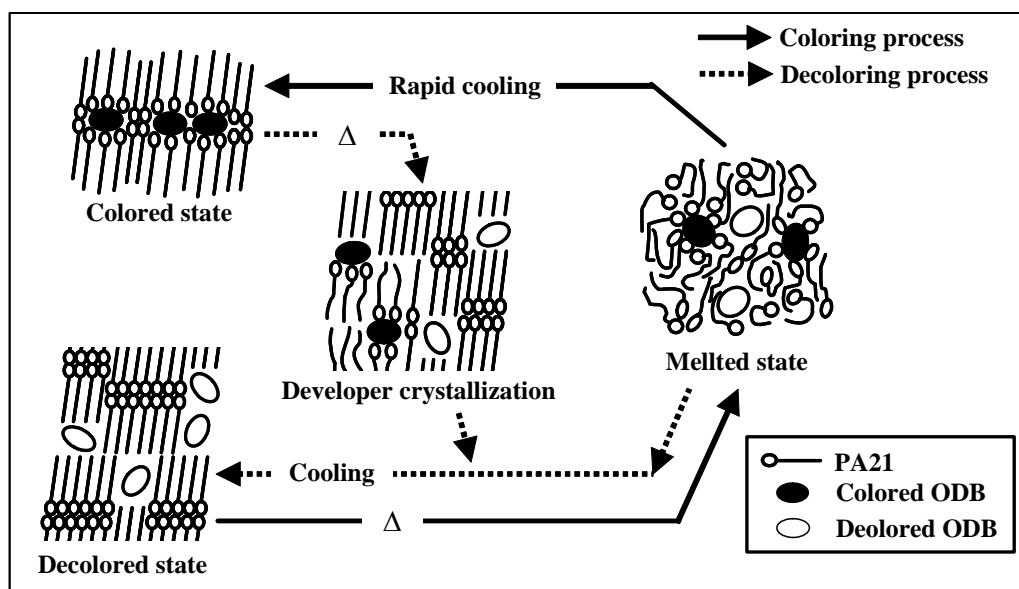 Coloring process
Decoloring process
Rapid cooling
Δ
Colored state
Developer crystallization
Mellted state
Cooling
Δ
Decolored state
PA21
Colored ODB
Deolored ODB